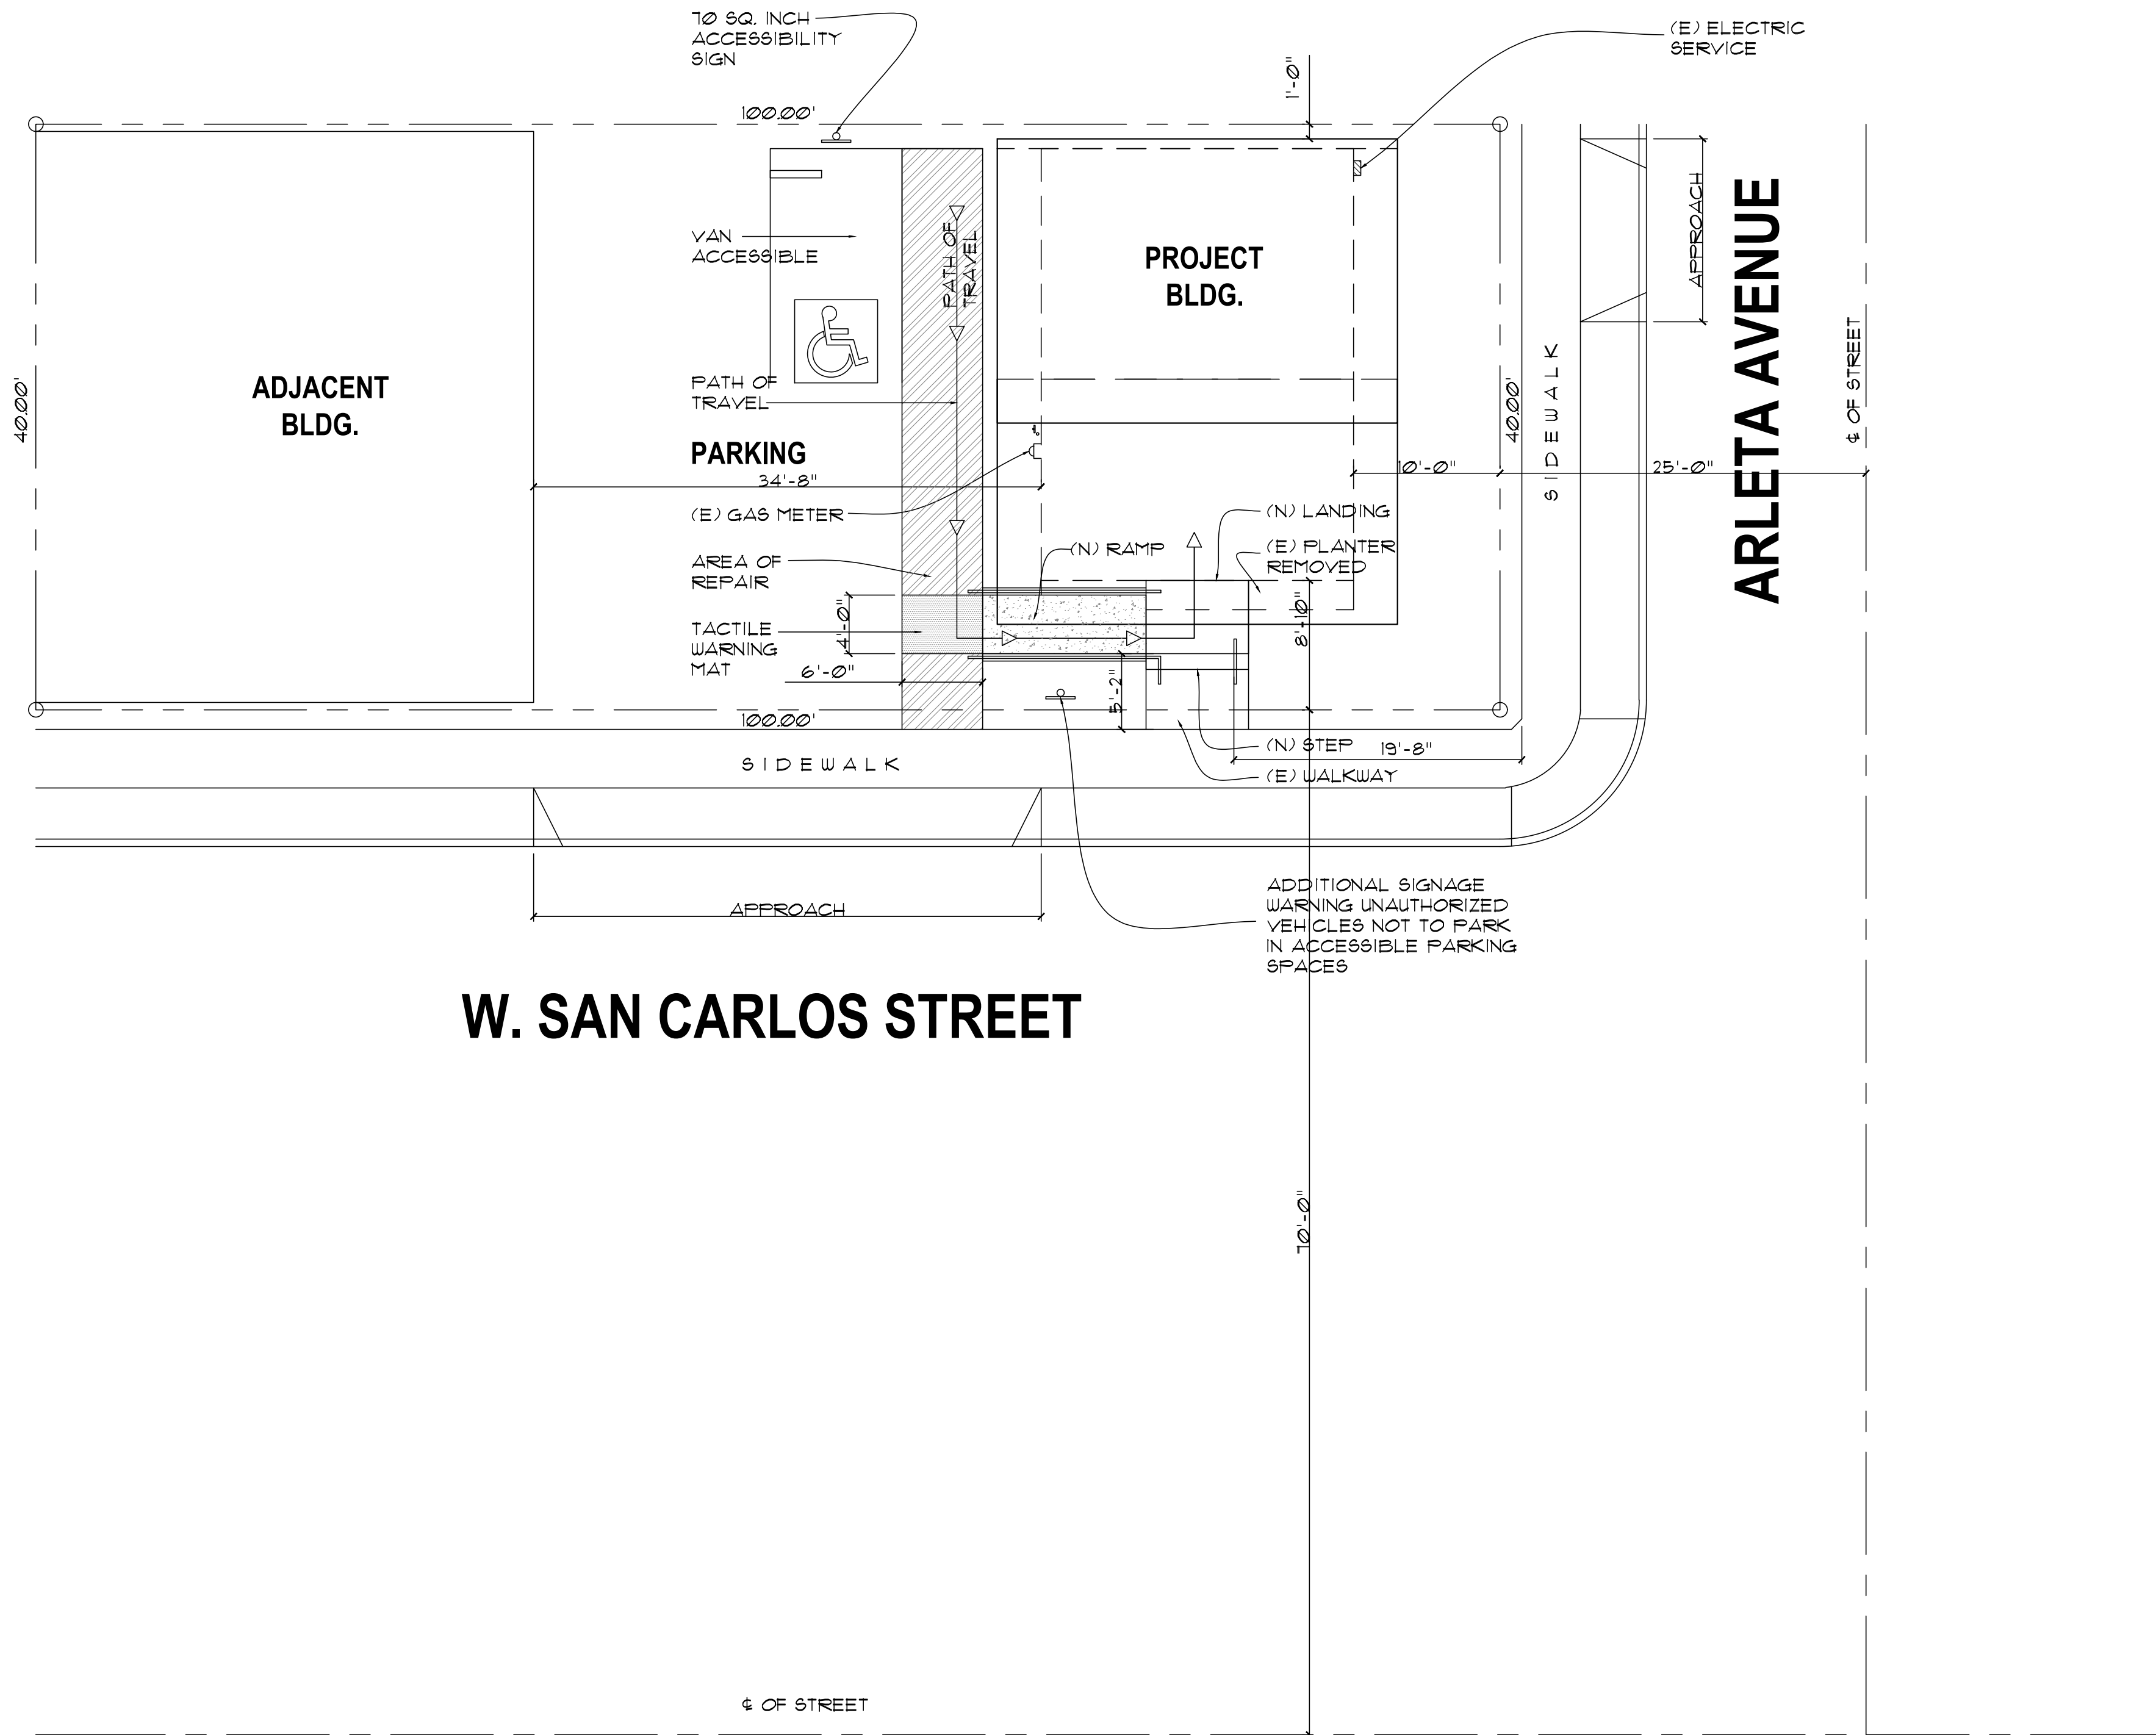 70 SQ. INCH
ACCESSIBILITY
SIGN
(E) ELECTRIC
SERVICE
1'-0"
100.00'
VAN
ACCESSIBLE
PATH OF
TRAVEL
PROJECT
BLDG.
APPROACH
ARLETA AVENUE
℄ OF STREET
ADJACENT
BLDG.
40.00'
PATH OF
TRAVEL
PARKING
34'-8"
40.00'
SIDEWALK
10'-0"
25'-0"
(E) GAS METER
(N) LANDING
(N) RAMP
(E) PLANTER
REMOVED
AREA OF
REPAIR
4'-0"
8'-10"
TACTILE
WARNING
MAT
6'-0"
5'-2"
100.00'
(N) STEP
19'-8"
(E) WALKWAY
SIDEWALK
APPROACH
ADDITIONAL SIGNAGE
WARNING UNAUTHORIZED
VEHICLES NOT TO PARK
IN ACCESSIBLE PARKING
SPACES
W. SAN CARLOS STREET
70'-0"
℄ OF STREET